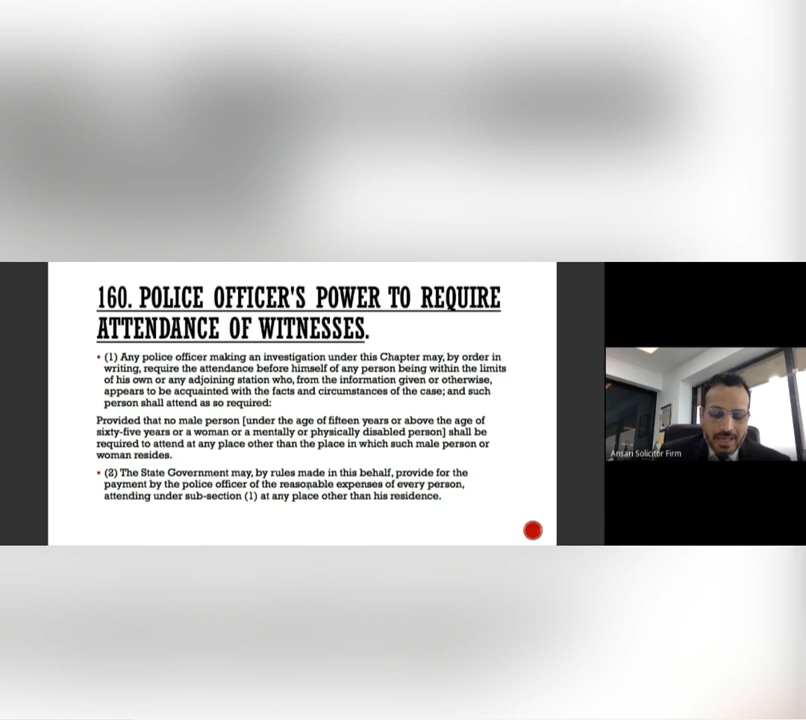 160. POLICE OFFICER'S POWER TO REQUIRE
ATTENDANCE OF WITNESSES.
▪ (1) Any police officer making an investigation under this Chapter may, by order in
writing, require the attendance before himself of any person being within the limits
of his own or any adjoining station who, from the information given or otherwise,
appears to be acquainted with the facts and circumstances of the case; and such
person shall attend as so required:
Provided that no male person [under the age of fifteen years or above the age of
sixty-five years or a woman or a mentally or physically disabled person] shall be
required to attend at any place other than the place in which such male person or
woman resides.
▪ (2) The State Government may, by rules made in this behalf, provide for the
payment by the police officer of the reasonable expenses of every person,
attending under sub-section (1) at any place other than his residence.
Ansari Solicitor Firm